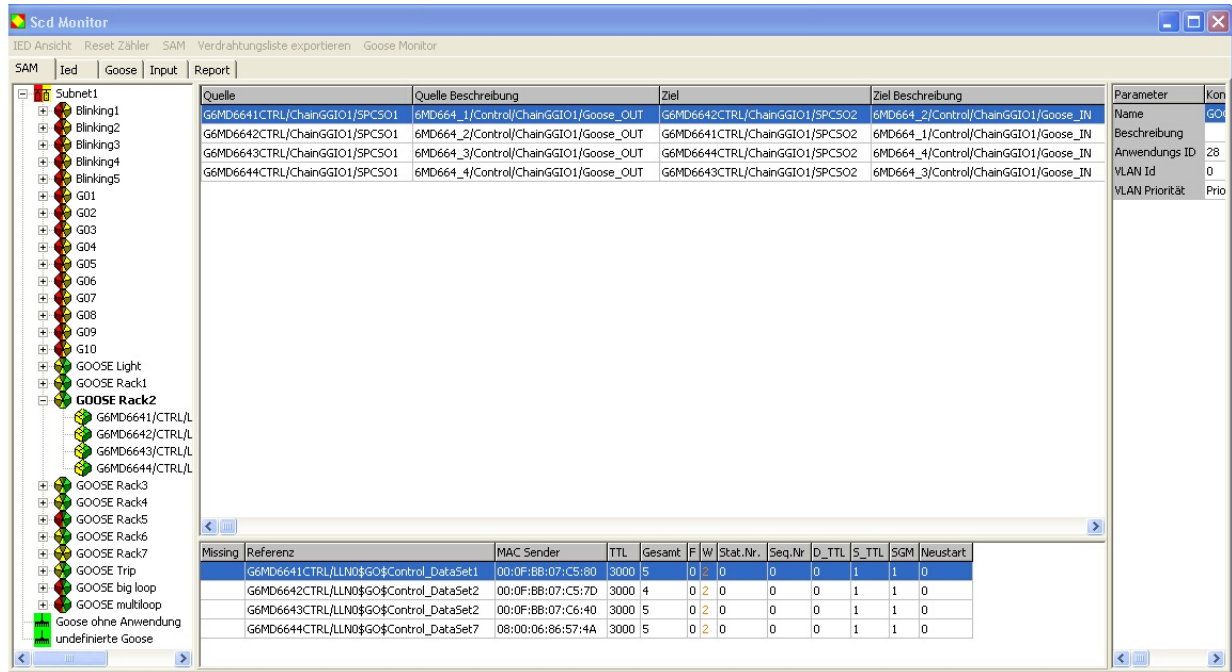 Scd Monitor
IED Ansicht Reset Zähler SAM Verdrahtungsliste exportieren Goose Monitor
SAM Ied Goose Input Report
Subnet1
Blinking1
Blinking2
Blinking3
Blinking4
Blinking5
G01
G02
G03
G04
G05
G06
G07
G08
G09
G10
GOOSE Light
GOOSE Rack1
GOOSE Rack2
G6MD6641/CTRL/L
G6MD6642/CTRL/L
G6MD6643/CTRL/L
G6MD6644/CTRL/L
GOOSE Rack3
GOOSE Rack4
GOOSE Rack5
GOOSE Rack6
GOOSE Rack7
GOOSE Trip
GOOSE big loop
GOOSE multiloop
Goose ohne Anwendung
undefinierte Goose
Quelle Quelle Beschreibung Ziel Ziel Beschreibung
G6MD6641CTRL/ChainGGIO1/SPCSO1 6MD664_1/Control/ChainGGIO1/Goose_OUT G6MD6642CTRL/ChainGGIO1/SPCSO2 6MD664_2/Control/ChainGGIO1/Goose_IN
G6MD6642CTRL/ChainGGIO1/SPCSO1 6MD664_2/Control/ChainGGIO1/Goose_OUT G6MD6641CTRL/ChainGGIO1/SPCSO2 6MD664_1/Control/ChainGGIO1/Goose_IN
G6MD6643CTRL/ChainGGIO1/SPCSO1 6MD664_3/Control/ChainGGIO1/Goose_OUT G6MD6644CTRL/ChainGGIO1/SPCSO2 6MD664_4/Control/ChainGGIO1/Goose_IN
G6MD6644CTRL/ChainGGIO1/SPCSO1 6MD664_4/Control/ChainGGIO1/Goose_OUT G6MD6643CTRL/ChainGGIO1/SPCSO2 6MD664_3/Control/ChainGGIO1/Goose_IN
Missing Referenz MAC Sender TTL Gesamt F W Stat.Nr. Seq.Nr D_TTL S_TTL SGM Neustart
G6MD6641CTRL/LLN0$GO$Control_DataSet1 00:0F:BB:07:C5:80 3000 5 0 2 0 0 0 1 1 0
G6MD6642CTRL/LLN0$GO$Control_DataSet2 00:0F:BB:07:C5:7D 3000 4 0 2 0 0 0 1 1 0
G6MD6643CTRL/LLN0$GO$Control_DataSet2 00:0F:BB:07:C6:40 3000 5 0 2 0 0 0 1 1 0
G6MD6644CTRL/LLN0$GO$Control_DataSet7 08:00:06:86:57:4A 3000 5 0 2 0 0 0 1 1 0
Parameter Kon
Name GOO
Beschreibung
Anwendungs ID 28
VLAN Id 0
VLAN Priorität Prio